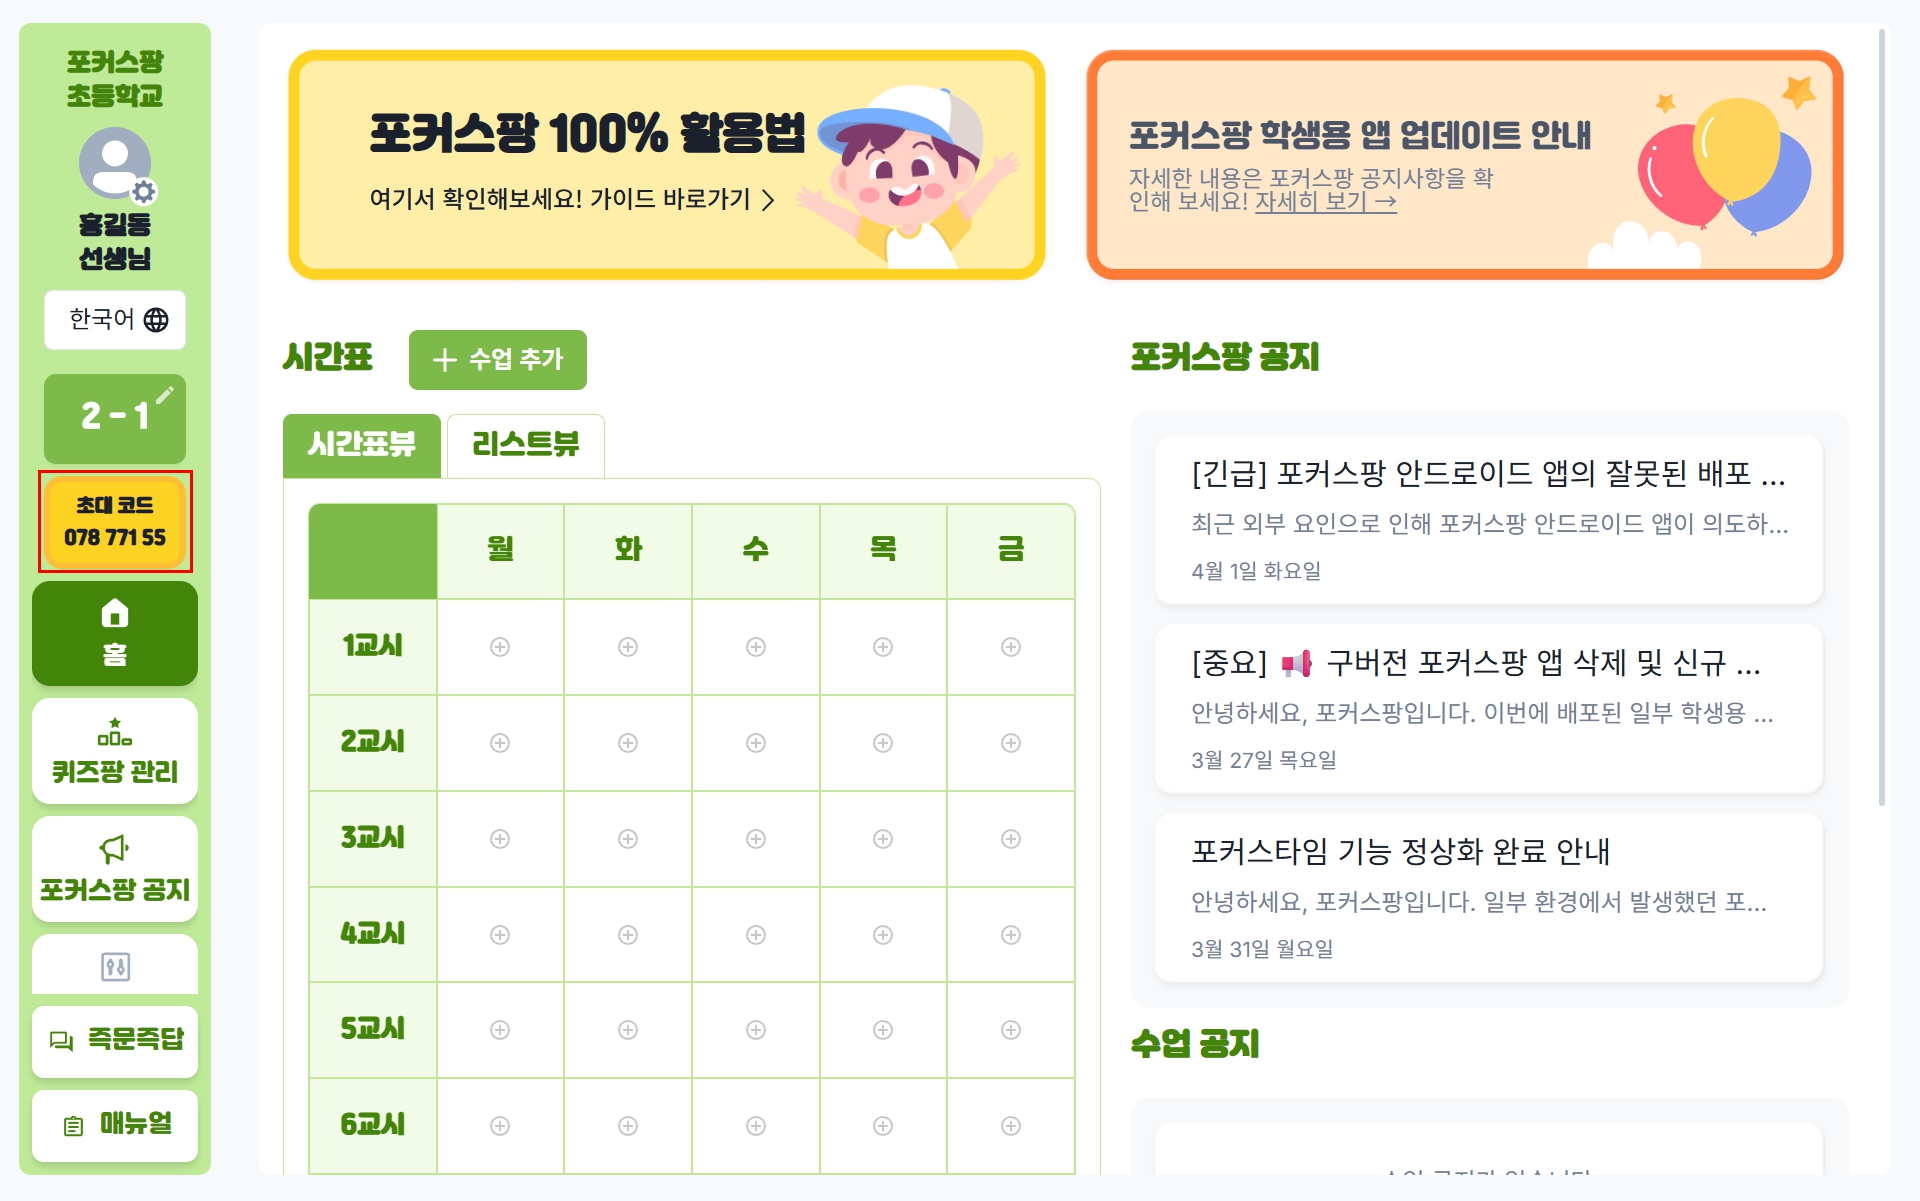 포커스팡
초등학교
홍길동
선생님
한국어
2 - 1
초대 코드
078 771 55
홈
퀴즈팡 관리
포커스팡 공지
즉문즉답
매뉴얼
포커스팡 100% 활용법
여기서 확인해보세요! 가이드 바로가기
포커스팡 학생용 앱 업데이트 안내
자세한 내용은 포커스팡 공지사항을 확
인해 보세요! 자세히 보기 →
시간표
수업 추가
시간표뷰
리스트뷰
월 화 수 목 금
1교시
2교시
3교시
4교시
5교시
6교시
포커스팡 공지
[긴급] 포커스팡 안드로이드 앱의 잘못된 배포 ...
최근 외부 요인으로 인해 포커스팡 안드로이드 앱이 의도하...
4월 1일 화요일
[중요] 📢 구버전 포커스팡 앱 삭제 및 신규 ...
안녕하세요, 포커스팡입니다. 이번에 배포된 일부 학생용 ...
3월 27일 목요일
포커스타임 기능 정상화 완료 안내
안녕하세요, 포커스팡입니다. 일부 환경에서 발생했던 포...
3월 31일 월요일
수업 공지